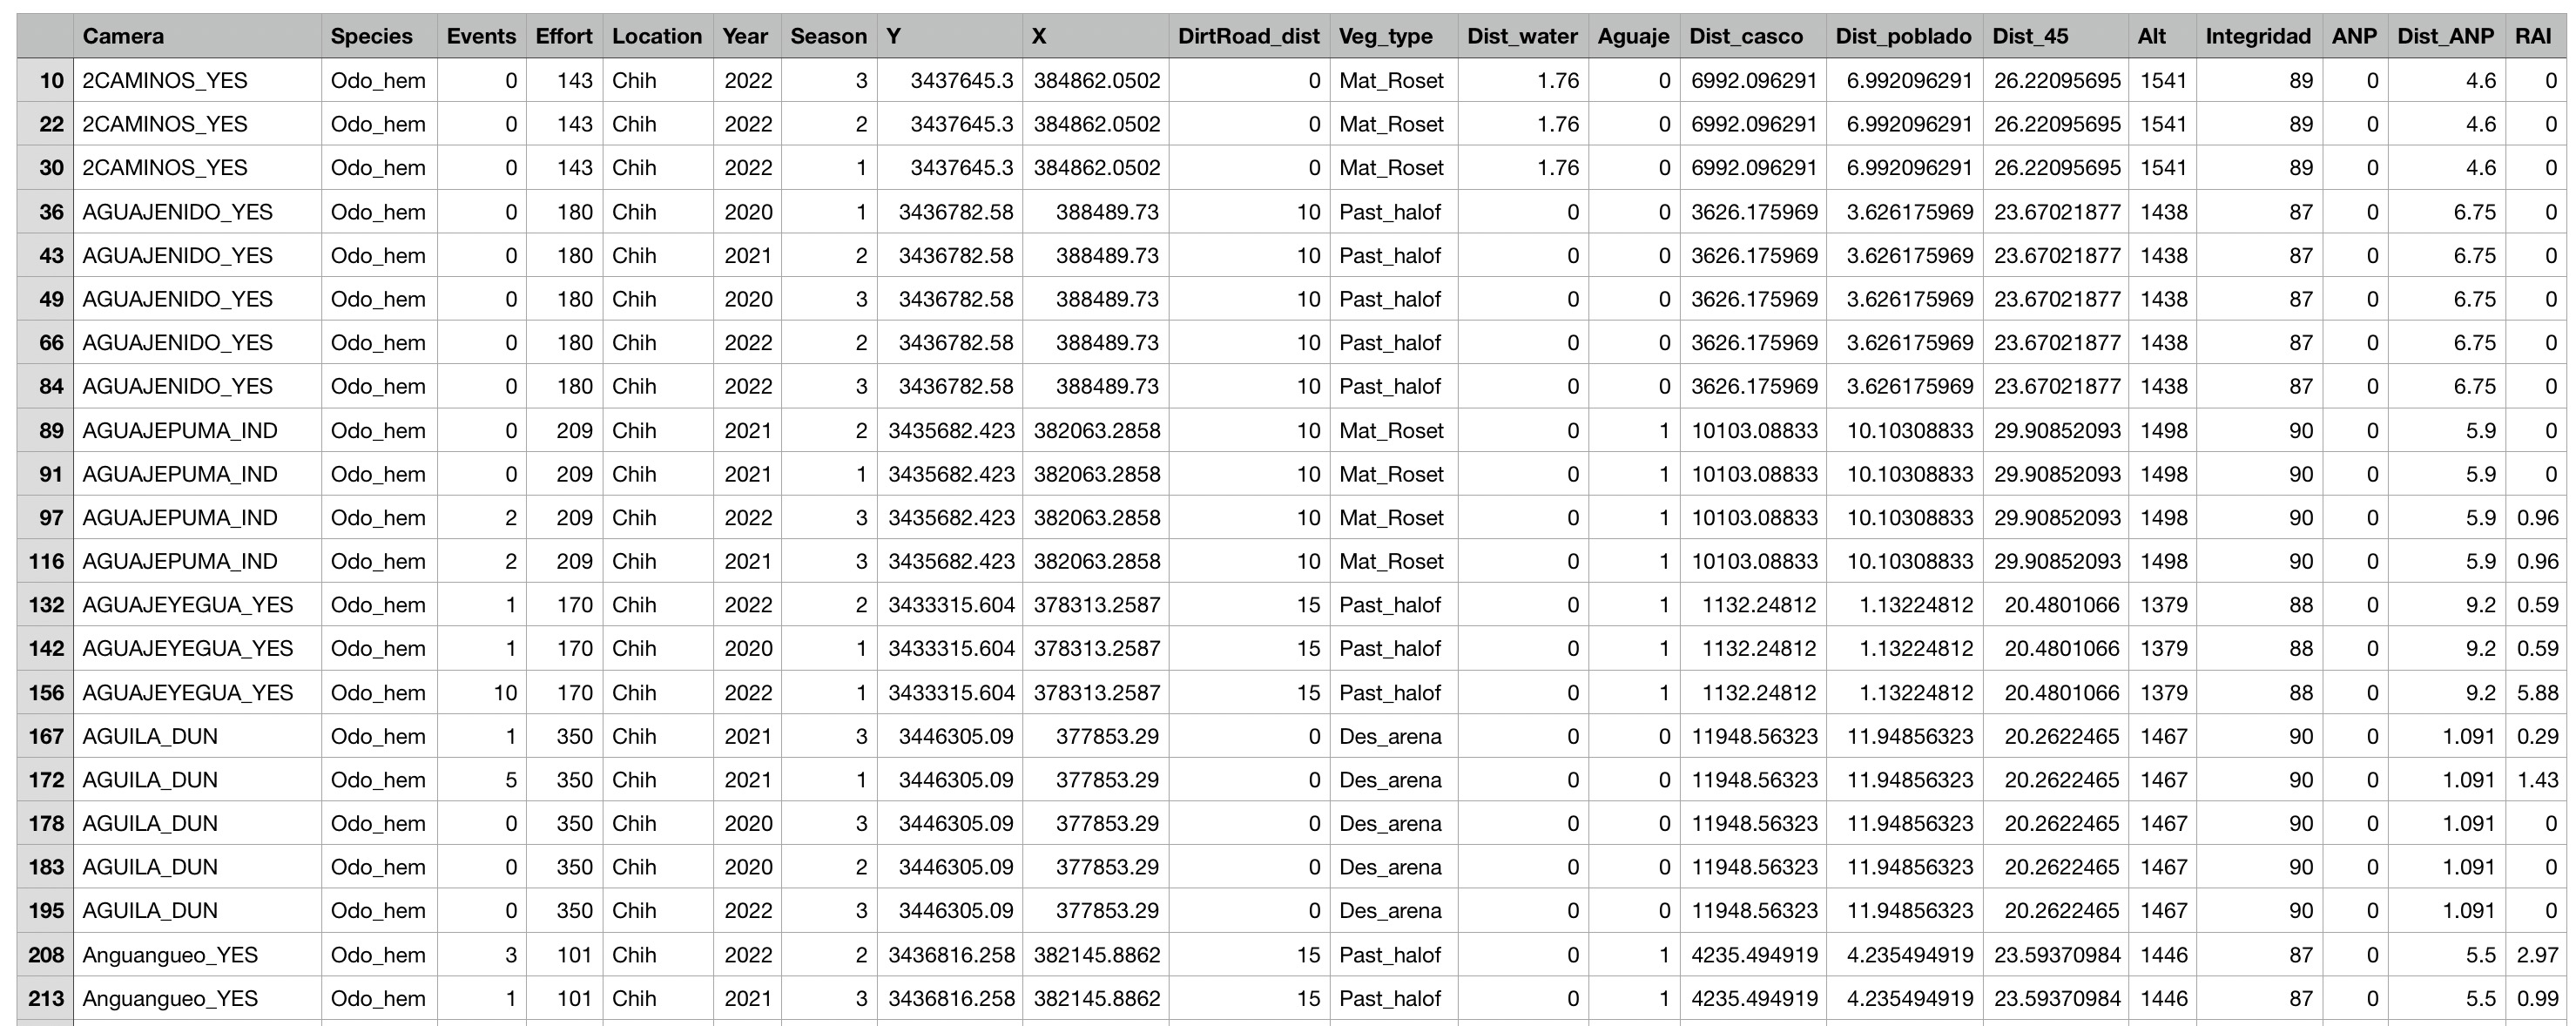 Camera Species Events Effort Location Year Season Y X DirtRoad_dist Veg_type Dist_water Aguaje Dist_casco Dist_poblado Dist_45 Alt Integridad ANP Dist_ANP RAI
10 2CAMINOS_YES Odo_hem 0 143 Chih 2022 3 3437645.3 384862.0502 0 Mat_Roset 1.76 0 6992.096291 6.992096291 26.22095695 1541 89 0 4.6 0
22 2CAMINOS_YES Odo_hem 0 143 Chih 2022 2 3437645.3 384862.0502 0 Mat_Roset 1.76 0 6992.096291 6.992096291 26.22095695 1541 89 0 4.6 0
30 2CAMINOS_YES Odo_hem 0 143 Chih 2022 1 3437645.3 384862.0502 0 Mat_Roset 1.76 0 6992.096291 6.992096291 26.22095695 1541 89 0 4.6 0
36 AGUAJENIDO_YES Odo_hem 0 180 Chih 2020 1 3436782.58 388489.73 10 Past_halof 0 0 3626.175969 3.626175969 23.67021877 1438 87 0 6.75 0
43 AGUAJENIDO_YES Odo_hem 0 180 Chih 2021 2 3436782.58 388489.73 10 Past_halof 0 0 3626.175969 3.626175969 23.67021877 1438 87 0 6.75 0
49 AGUAJENIDO_YES Odo_hem 0 180 Chih 2020 3 3436782.58 388489.73 10 Past_halof 0 0 3626.175969 3.626175969 23.67021877 1438 87 0 6.75 0
66 AGUAJENIDO_YES Odo_hem 0 180 Chih 2022 2 3436782.58 388489.73 10 Past_halof 0 0 3626.175969 3.626175969 23.67021877 1438 87 0 6.75 0
84 AGUAJENIDO_YES Odo_hem 0 180 Chih 2022 3 3436782.58 388489.73 10 Past_halof 0 0 3626.175969 3.626175969 23.67021877 1438 87 0 6.75 0
89 AGUAJEPUMA_IND Odo_hem 0 209 Chih 2021 2 3435682.423 382063.2858 10 Mat_Roset 0 1 10103.08833 10.10308833 29.90852093 1498 90 0 5.9 0
91 AGUAJEPUMA_IND Odo_hem 0 209 Chih 2021 1 3435682.423 382063.2858 10 Mat_Roset 0 1 10103.08833 10.10308833 29.90852093 1498 90 0 5.9 0
97 AGUAJEPUMA_IND Odo_hem 2 209 Chih 2022 3 3435682.423 382063.2858 10 Mat_Roset 0 1 10103.08833 10.10308833 29.90852093 1498 90 0 5.9 0.96
116 AGUAJEPUMA_IND Odo_hem 2 209 Chih 2021 3 3435682.423 382063.2858 10 Mat_Roset 0 1 10103.08833 10.10308833 29.90852093 1498 90 0 5.9 0.96
132 AGUAJEYEGUA_YES Odo_hem 1 170 Chih 2022 2 3433315.604 378313.2587 15 Past_halof 0 1 1132.24812 1.13224812 20.4801066 1379 88 0 9.2 0.59
142 AGUAJEYEGUA_YES Odo_hem 1 170 Chih 2020 1 3433315.604 378313.2587 15 Past_halof 0 1 1132.24812 1.13224812 20.4801066 1379 88 0 9.2 0.59
156 AGUAJEYEGUA_YES Odo_hem 10 170 Chih 2022 1 3433315.604 378313.2587 15 Past_halof 0 1 1132.24812 1.13224812 20.4801066 1379 88 0 9.2 5.88
167 AGUILA_DUN Odo_hem 1 350 Chih 2021 3 3446305.09 377853.29 0 Des_arena 0 0 11948.56323 11.94856323 20.2622465 1467 90 0 1.091 0.29
172 AGUILA_DUN Odo_hem 5 350 Chih 2021 1 3446305.09 377853.29 0 Des_arena 0 0 11948.56323 11.94856323 20.2622465 1467 90 0 1.091 1.43
178 AGUILA_DUN Odo_hem 0 350 Chih 2020 3 3446305.09 377853.29 0 Des_arena 0 0 11948.56323 11.94856323 20.2622465 1467 90 0 1.091 0
183 AGUILA_DUN Odo_hem 0 350 Chih 2020 2 3446305.09 377853.29 0 Des_arena 0 0 11948.56323 11.94856323 20.2622465 1467 90 0 1.091 0
195 AGUILA_DUN Odo_hem 0 350 Chih 2022 3 3446305.09 377853.29 0 Des_arena 0 0 11948.56323 11.94856323 20.2622465 1467 90 0 1.091 0
208 Anguangueo_YES Odo_hem 3 101 Chih 2022 2 3436816.258 382145.8862 15 Past_halof 0 1 4235.494919 4.235494919 23.59370984 1446 87 0 5.5 2.97
213 Anguangueo_YES Odo_hem 1 101 Chih 2021 3 3436816.258 382145.8862 15 Past_halof 0 1 4235.494919 4.235494919 23.59370984 1446 87 0 5.5 0.99